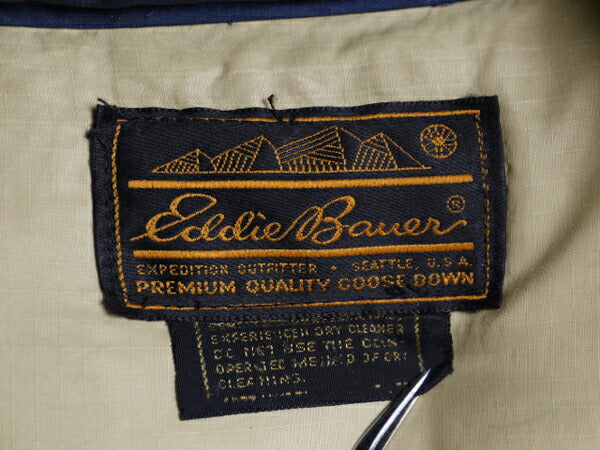 Eddie Bauer®
EXPEDITION OUTFITTER • SEATTLE, U.S.A.
PREMIUM QUALITY GOOSE DOWN
EXPERIENCED DRY CLEANER
DO NOT USE THE COIN
OPERATED METHOD OF DRY
CLEANING.